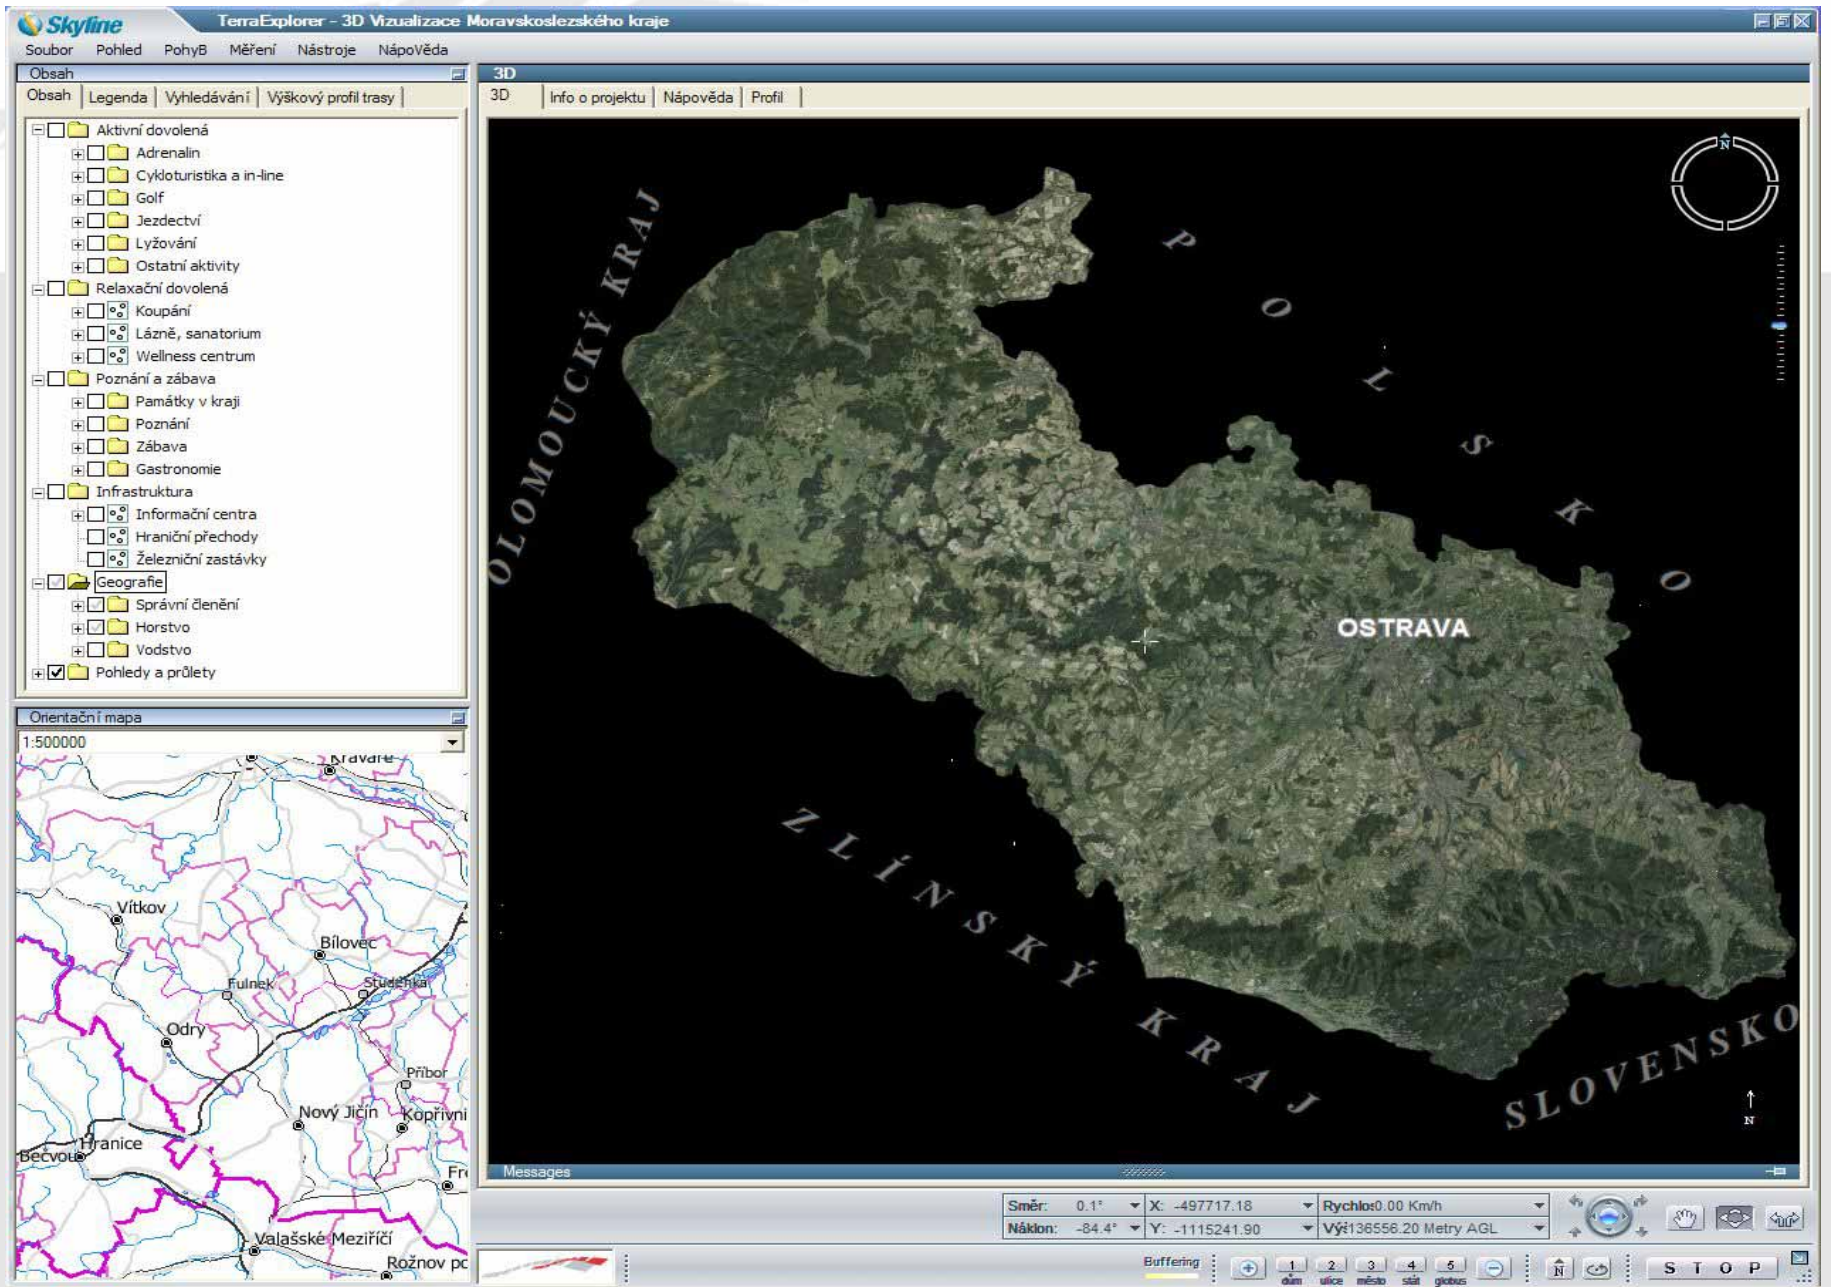 Skyline
TerraExplorer - 3D Vizualizace Moravskoslezského kraje
Soubor Pohled PohyB Měření Nástroje NápoVěda
Obsah
Obsah Legenda Vyhledávání Výškový profil trasy
Aktivní dovolená
Adrenalin
Cykloturistika a in-line
Golf
Jezdectví
Lyžování
Ostatní aktivity
Relaxační dovolená
Koupání
Lázně, sanatorium
Wellness centrum
Poznání a zábava
Památky v kraji
Poznání
Zábava
Gastronomie
Infrastruktura
Informační centra
Hraniční přechody
Železniční zastávky
Geografie
Správní členění
Horstvo
Vodstvo
Pohledy a průlety
Orientační mapa
1:500000
Kravaře
Vítkov
Bílovec
Fulnek
Studénka
Odry
Příbor
Nový Jičín
Kopřivni
Hranice
Bečvou
Fre
Valašské Meziříčí
Rožnov po
3D
3D Info o projektu Nápověda Profil
N
OLOMOUCKÝ KRAJ
POLSKO
OSTRAVA
ZLÍNSKÝ KRAJ
SLOVENSKO
N
Messages
Směr: 0.1° X: -497717.18 Rychlos 0.00 Km/h
Náklon: -84.4° Y: -1115241.90 Výš 136556.20 Metry AGL
Buffering
1 2 3 4 5 N STOP
dům ulice město stát globus